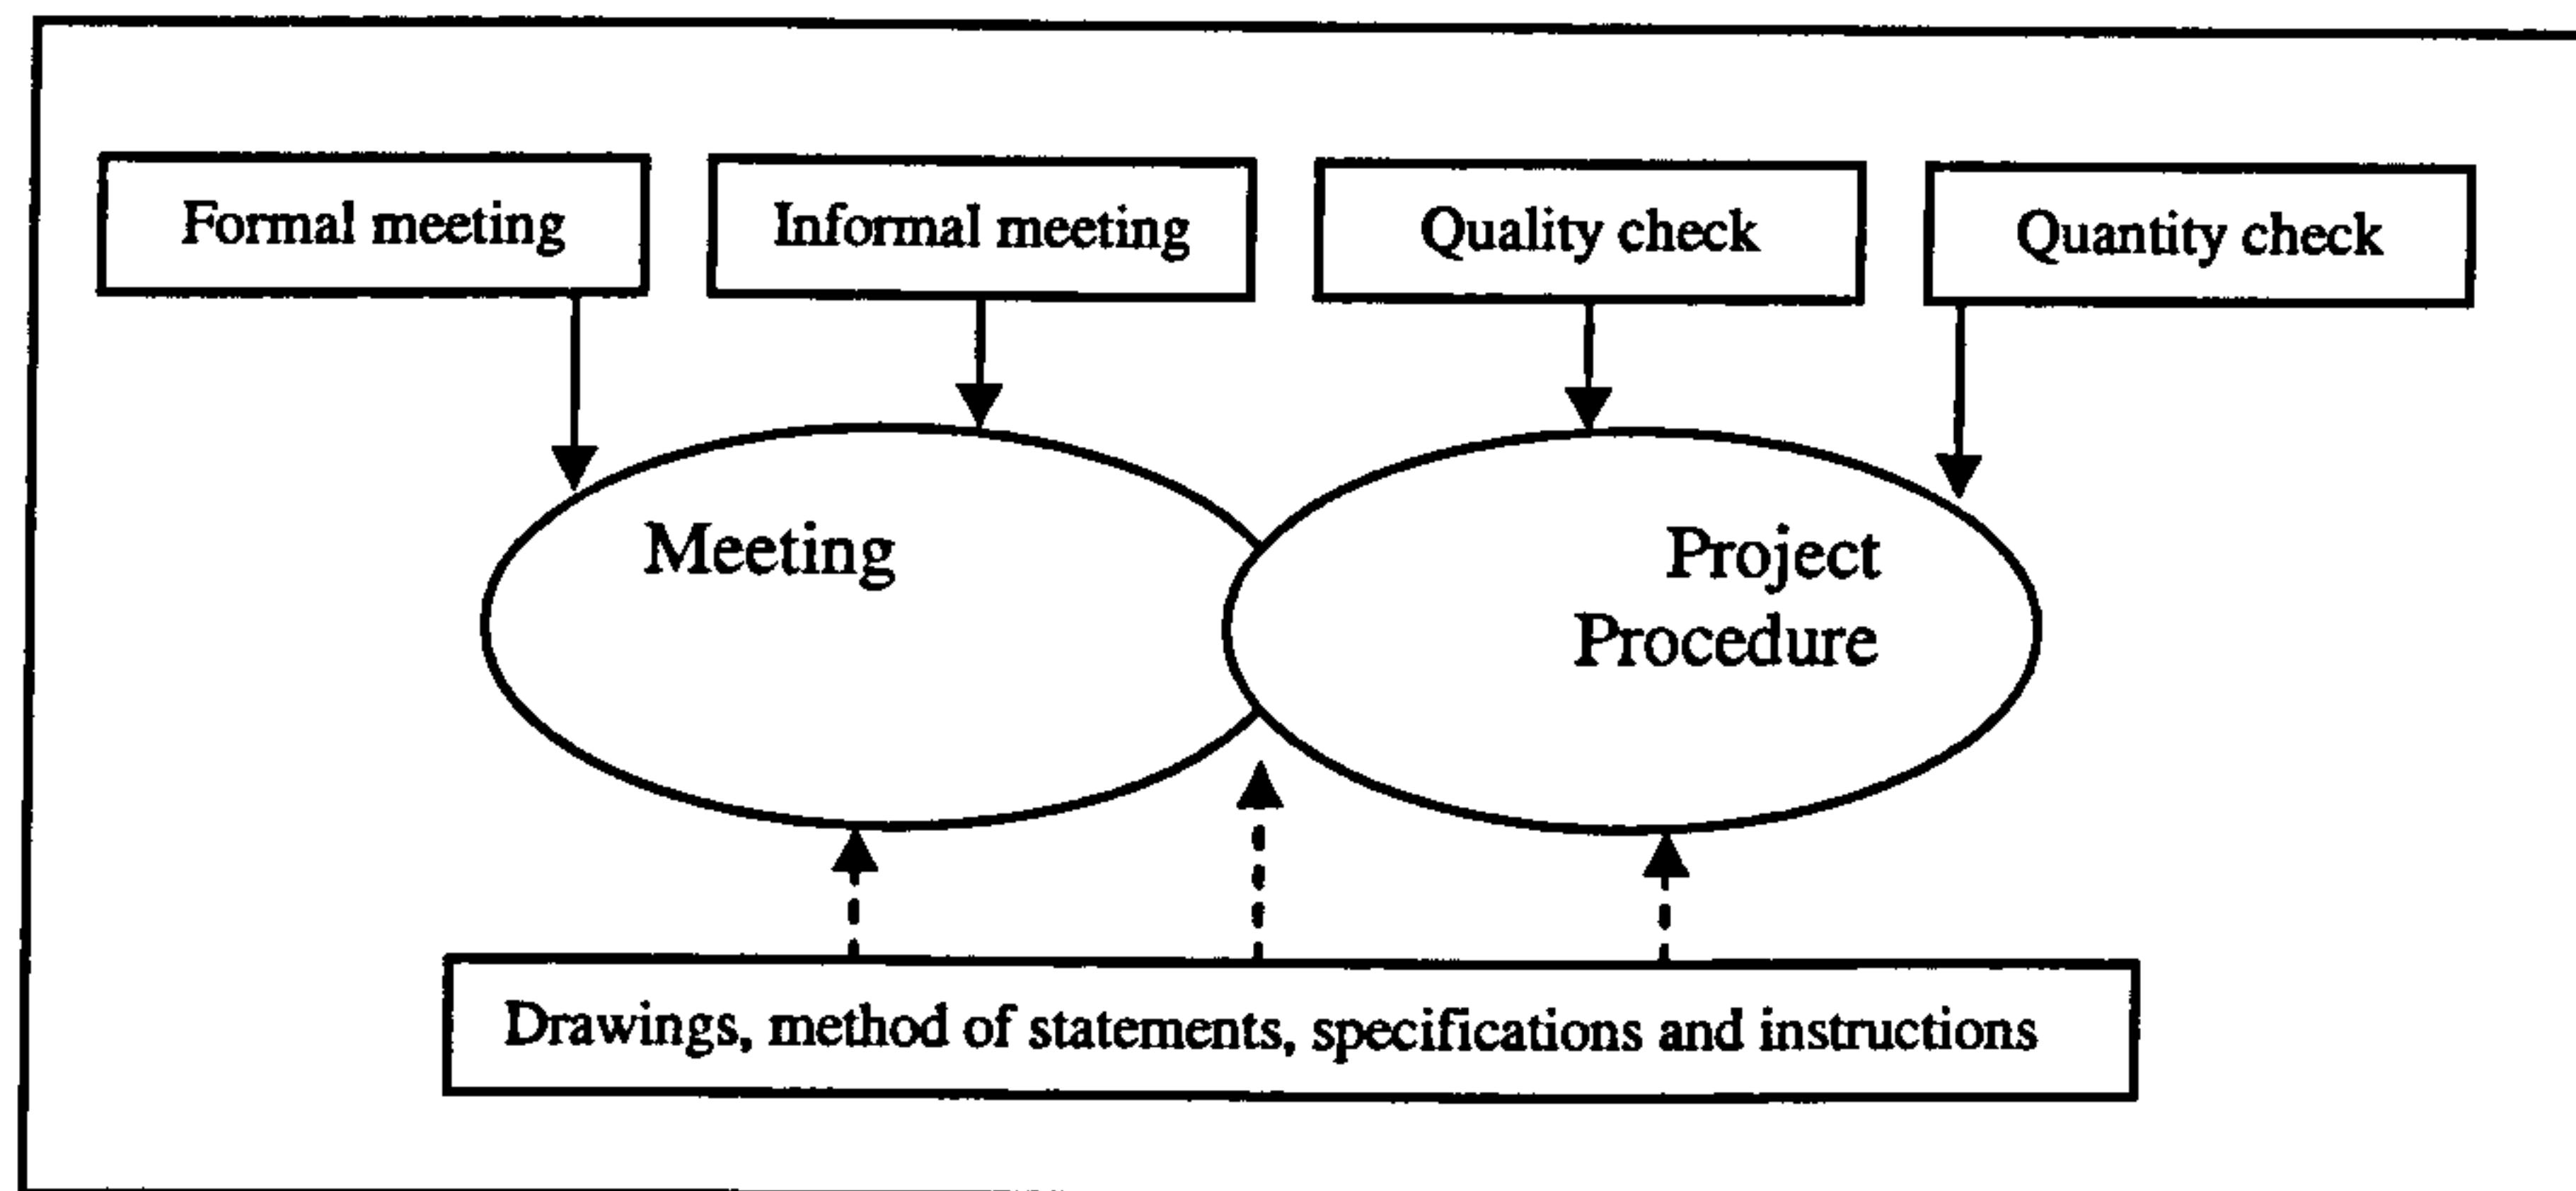 Formal meeting
Informal meeting
Quality check
Quantity check
Meeting
Project
Procedure
Drawings, method of statements, specifications and instructions